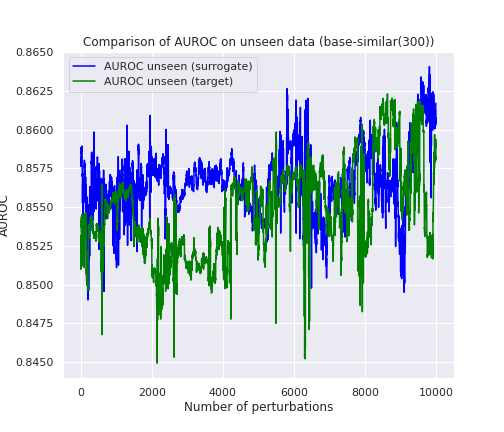 Comparison of AUROC on unseen data (base-similar(300))
AUROC unseen (surrogate)
AUROC unseen (target)
0.8650
0.8625
0.8600
0.8575
0.8550
0.8525
0.8500
0.8475
0.8450
AUROC
0 2000 4000 6000 8000 10000
Number of perturbations